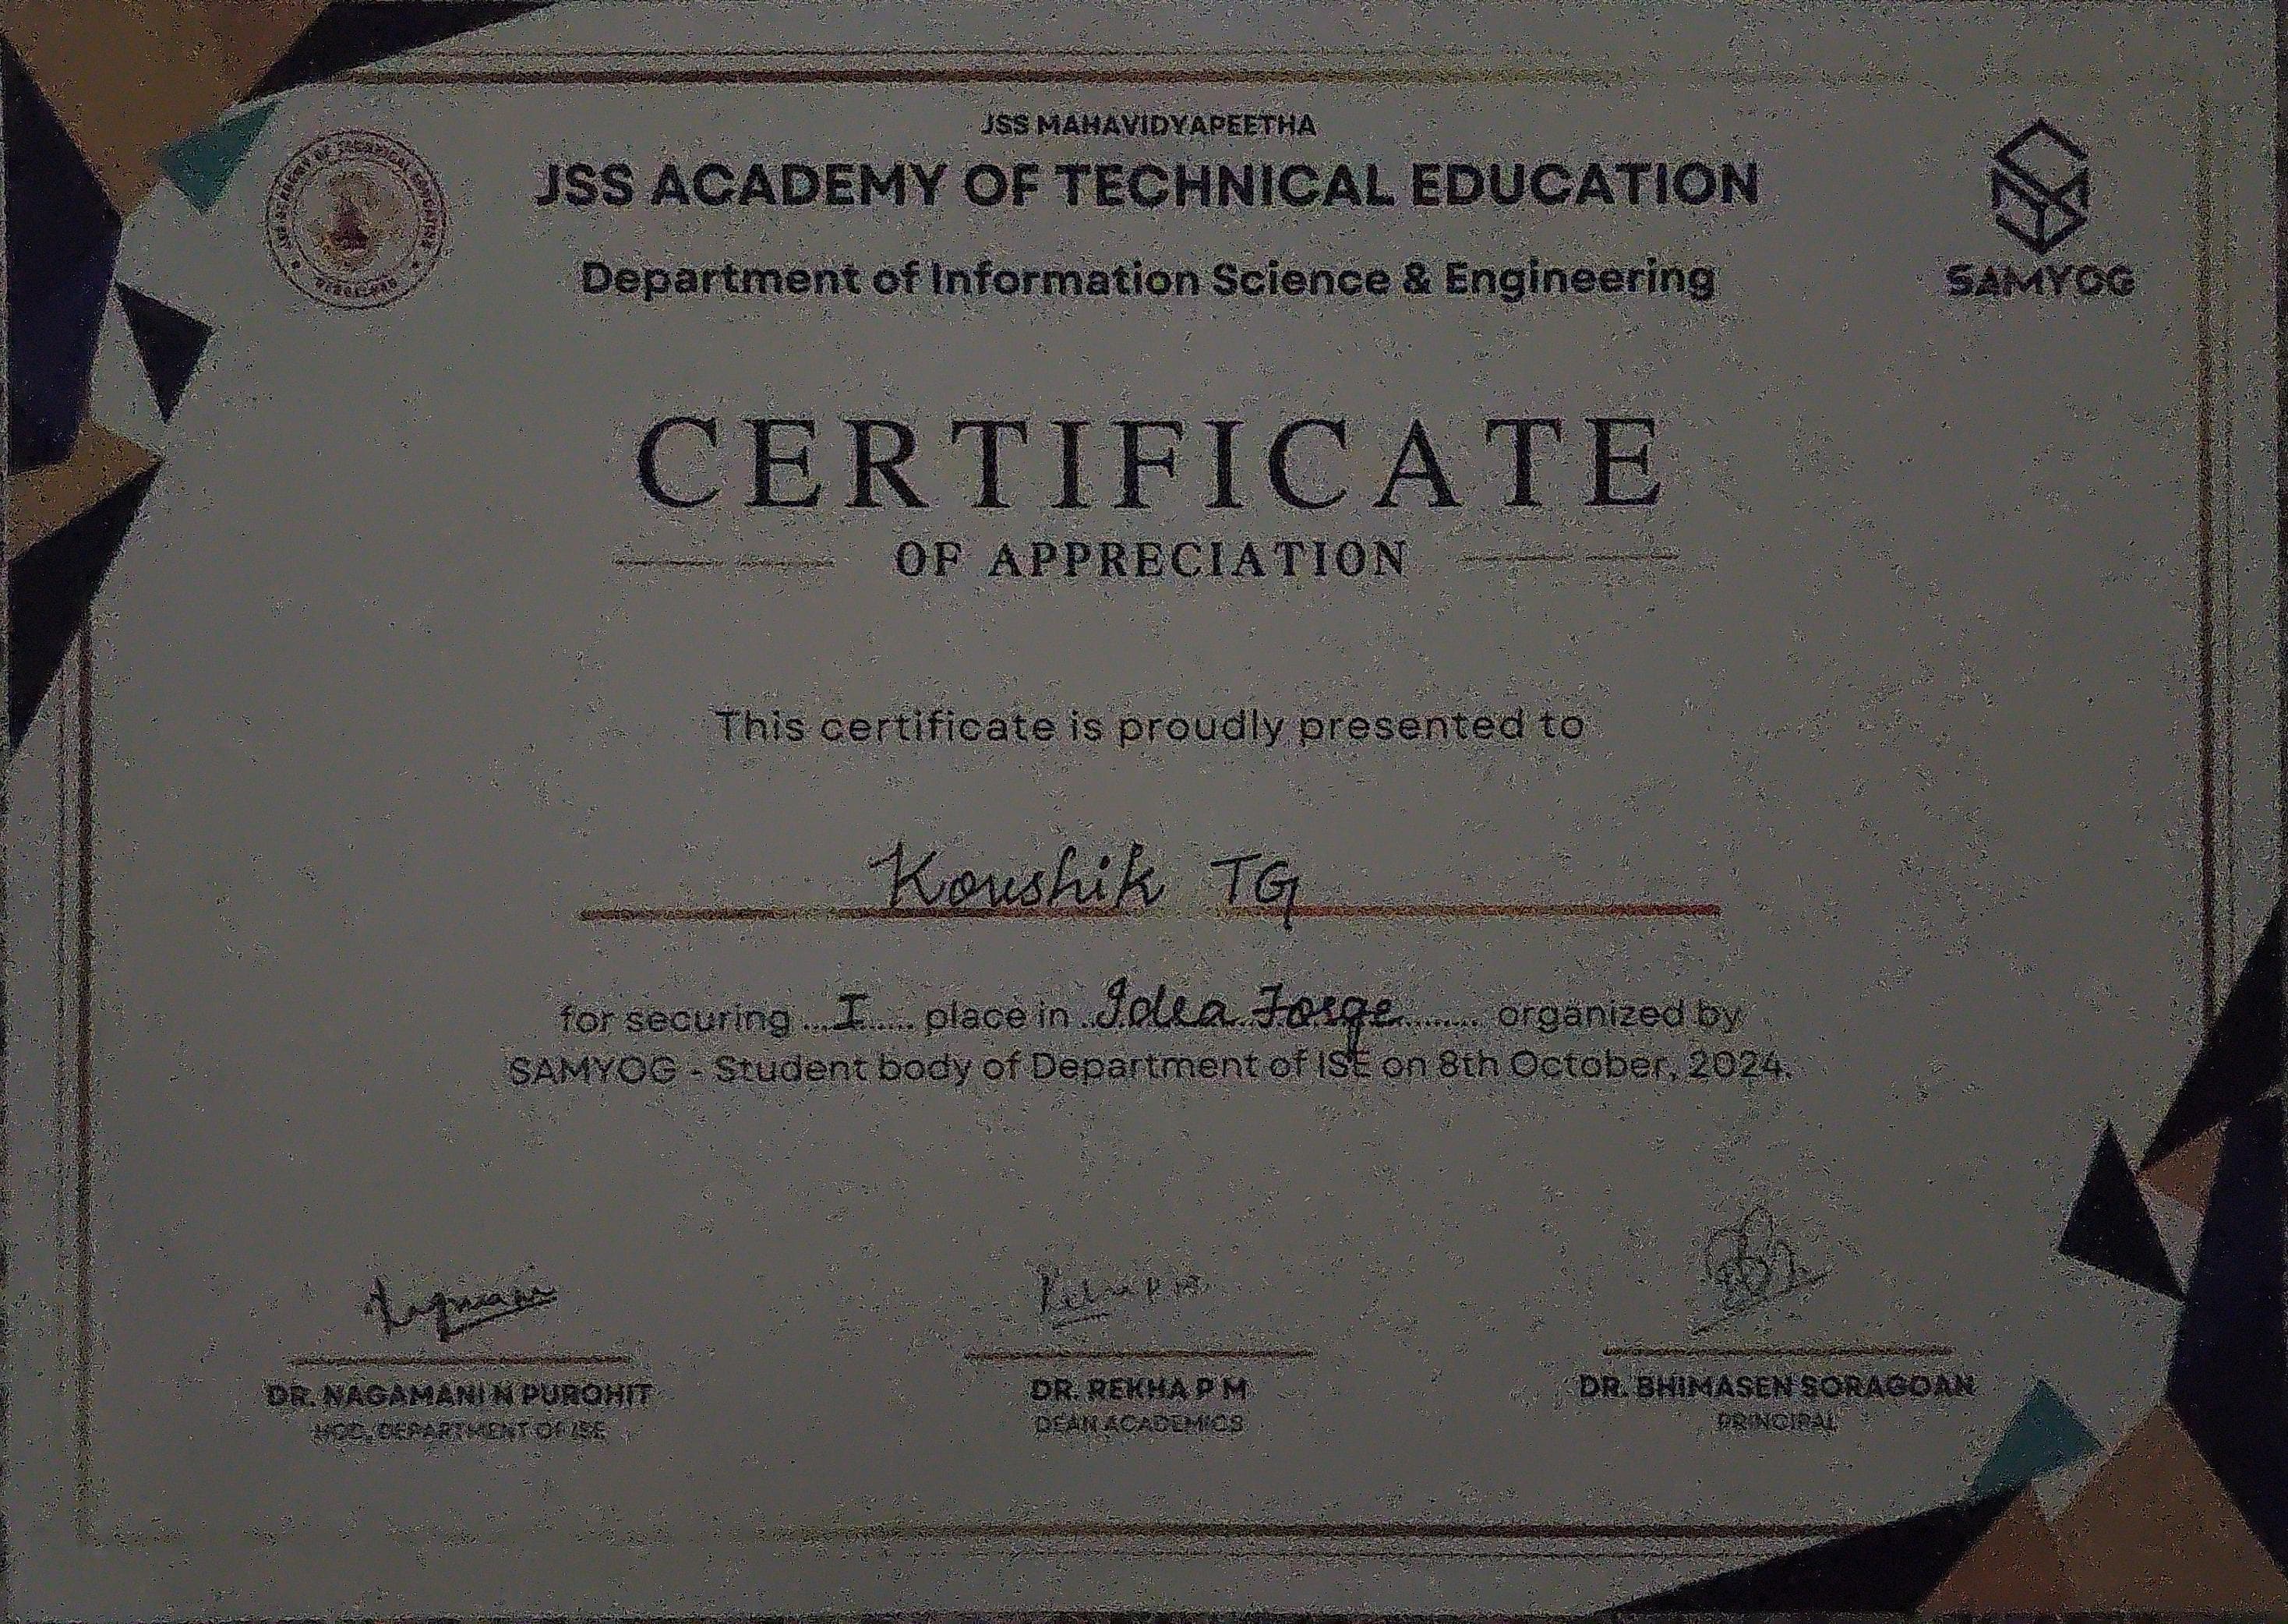 JSS MAHAVIDYAPEETHA
JSS ACADEMY OF TECHNICAL EDUCATION
Department of Information Science & Engineering
SAMYOG
CERTIFICATE
OF APPRECIATION
This certificate is proudly presented to
Koushik TG
for securing ...I..... place in ..Idea Forge.......... organized by
SAMYOG - Student body of Department of ISE on 8th October, 2024.
DR. NAGAMANI N PUROHIT
HOD, DEPARTMENT OF ISE
DR. REKHA P M
DEAN ACADEMICS
DR. BHIMASEN SORAGOAN
PRINCIPAL